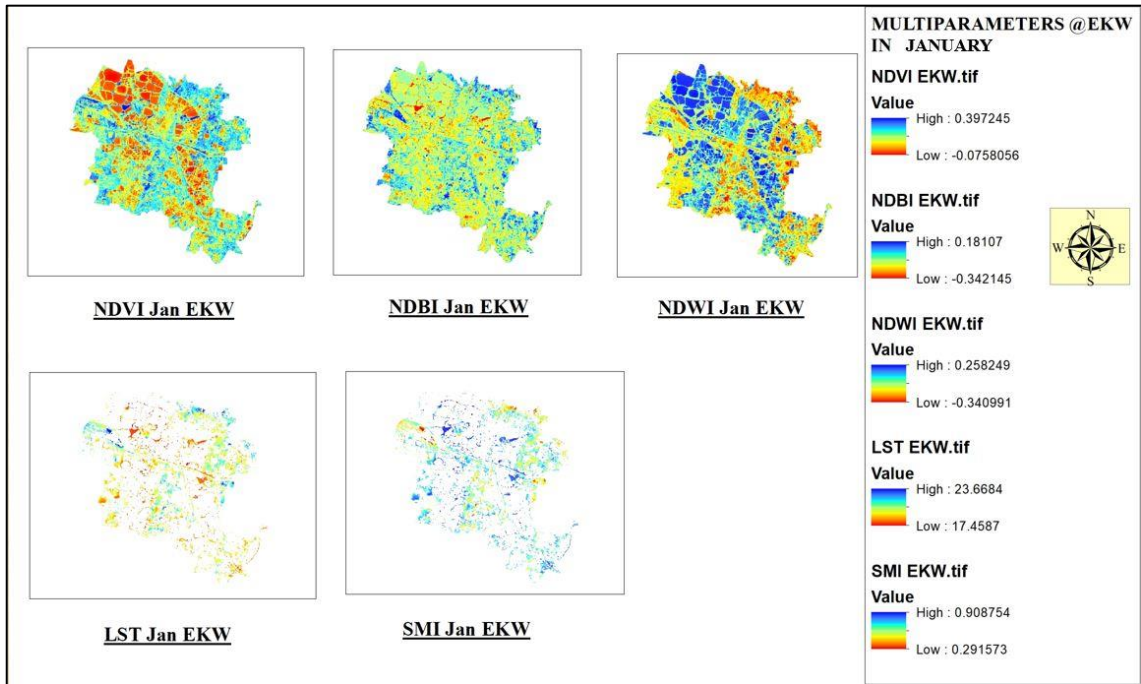 NDVI Jan EKW
NDBI Jan EKW
NDWI Jan EKW
LST Jan EKW
SMI Jan EKW
MULTIPARAMETERS @EKW
IN JANUARY
NDVI EKW.tif
Value
High : 0.397245
Low : -0.0758056
NDBI EKW.tif
Value
High : 0.18107
Low : -0.342145
N
W
E
S
NDWI EKW.tif
Value
High : 0.258249
Low : -0.340991
LST EKW.tif
Value
High : 23.6684
Low : 17.4587
SMI EKW.tif
Value
High : 0.908754
Low : 0.291573